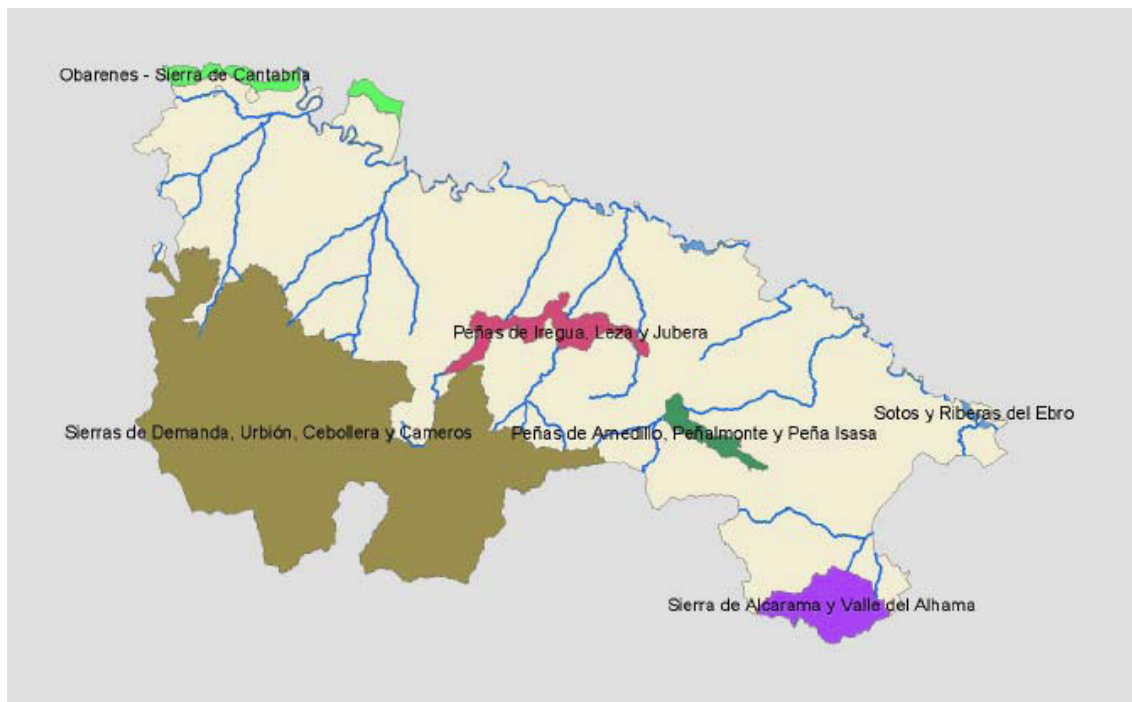 Obarenes - Sierra de Cantabria
Peñas de Iregua, Leza y Jubera
Sotos y Riberas del Ebro
Sierras de Demanda, Urbión, Cebollera y Cameros
Peñas de Arnedillo, Peñalmonte y Peña Isasa
Sierra de Alcarama y Valle del Alhama